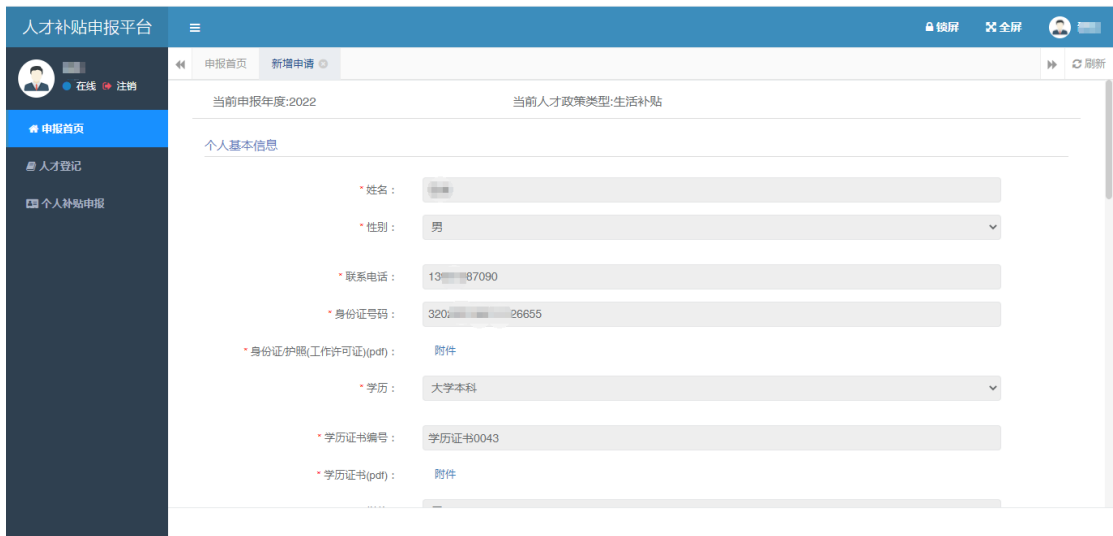 人才补贴申报平台
锁屏 全屏
在线 注销
申报首页 新增申请 刷新
当前申报年度:2022 当前人才政策类型:生活补贴
申报首页
人才登记
个人补贴申报
个人基本信息
*姓名：
*性别： 男
*联系电话： 13 87090
*身份证号码： 320 26655
*身份证/护照(工作许可证)(pdf)： 附件
*学历： 大学本科
*学历证书编号： 学历证书0043
*学历证书(pdf)： 附件